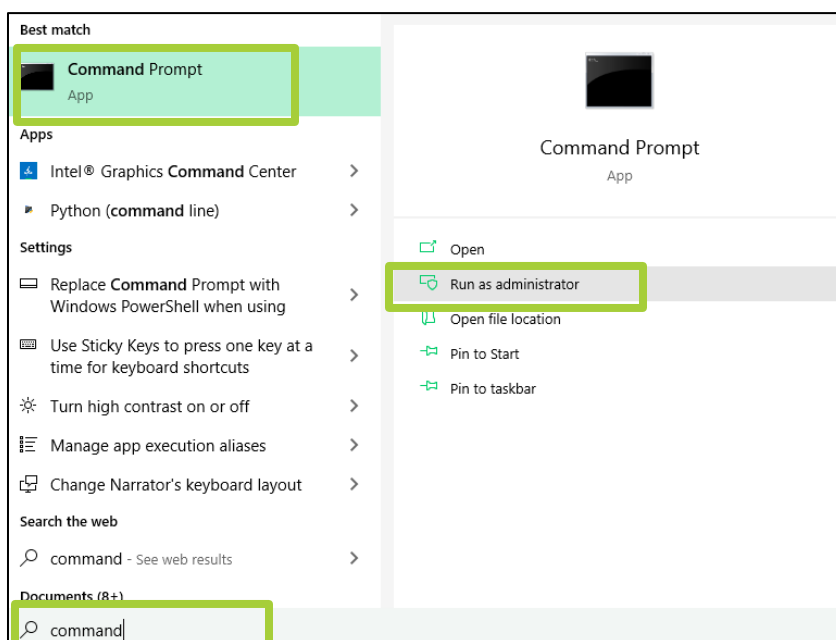 Best match
Command Prompt
App
Apps
Intel® Graphics Command Center
Python (command line)
Settings
Replace Command Prompt with
Windows PowerShell when using
Use Sticky Keys to press one key at a
time for keyboard shortcuts
Turn high contrast on or off
Manage app execution aliases
Change Narrator's keyboard layout
Search the web
command - See web results
Documents (8+)
command
Command Prompt
App
Open
Run as administrator
Open file location
Pin to Start
Pin to taskbar